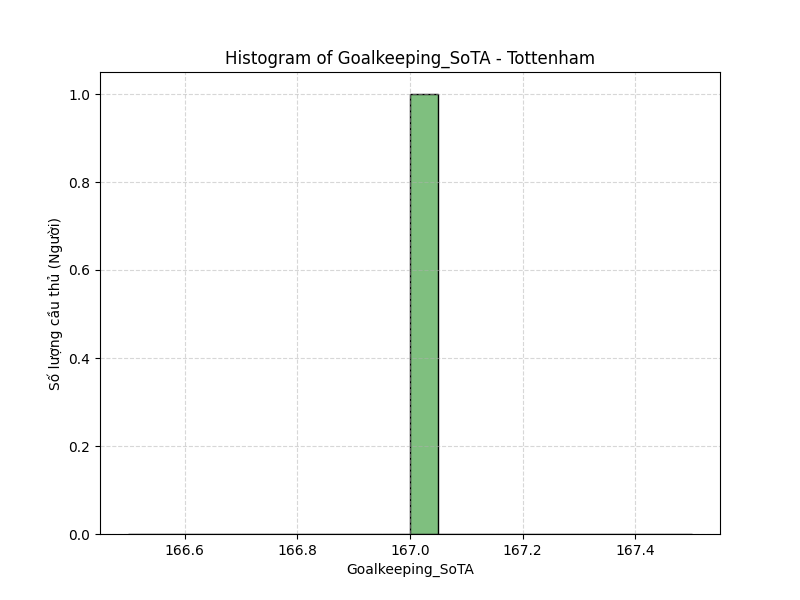 Histogram of Goalkeeping_SoTA - Tottenham
1.0
0.8
0.6
0.4
0.2
0.0
Số lượng cầu thủ (Người)
166.6 166.8 167.0 167.2 167.4
Goalkeeping_SoTA